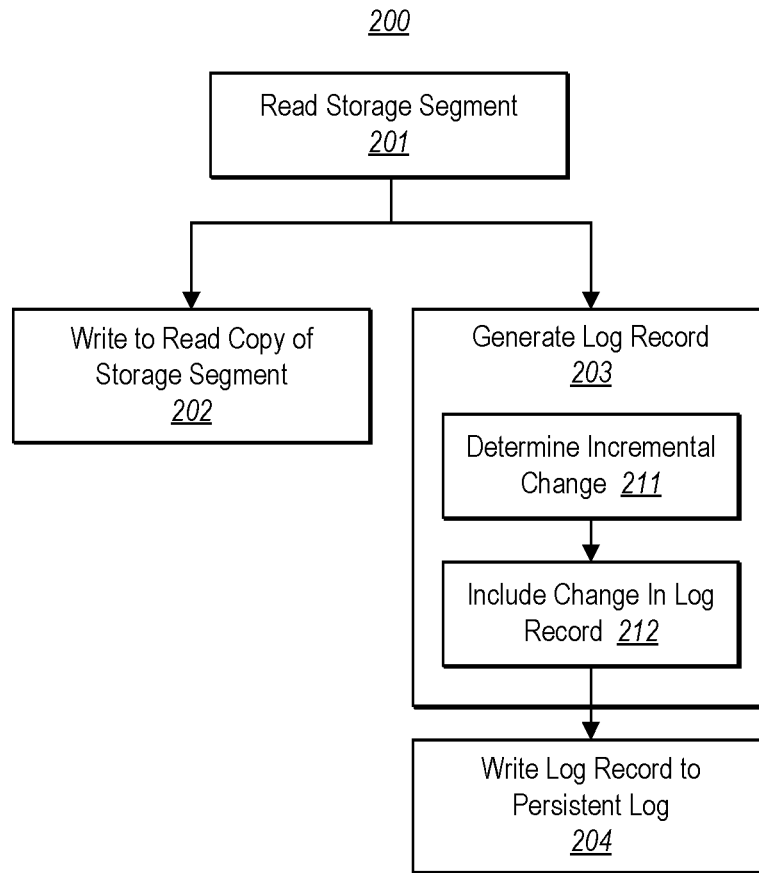 200
Read Storage Segment
201
Write to Read Copy of
Storage Segment
202
Generate Log Record
203
Determine Incremental
Change 211
Include Change In Log
Record 212
Write Log Record to
Persistent Log
204